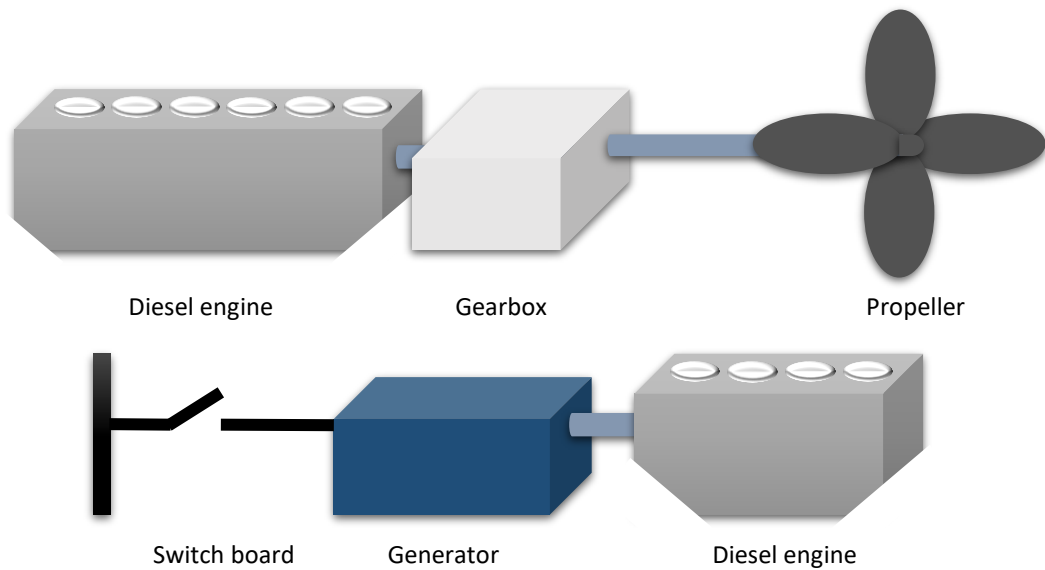 Diesel engine
Gearbox
Propeller
Switch board
Generator
Diesel engine